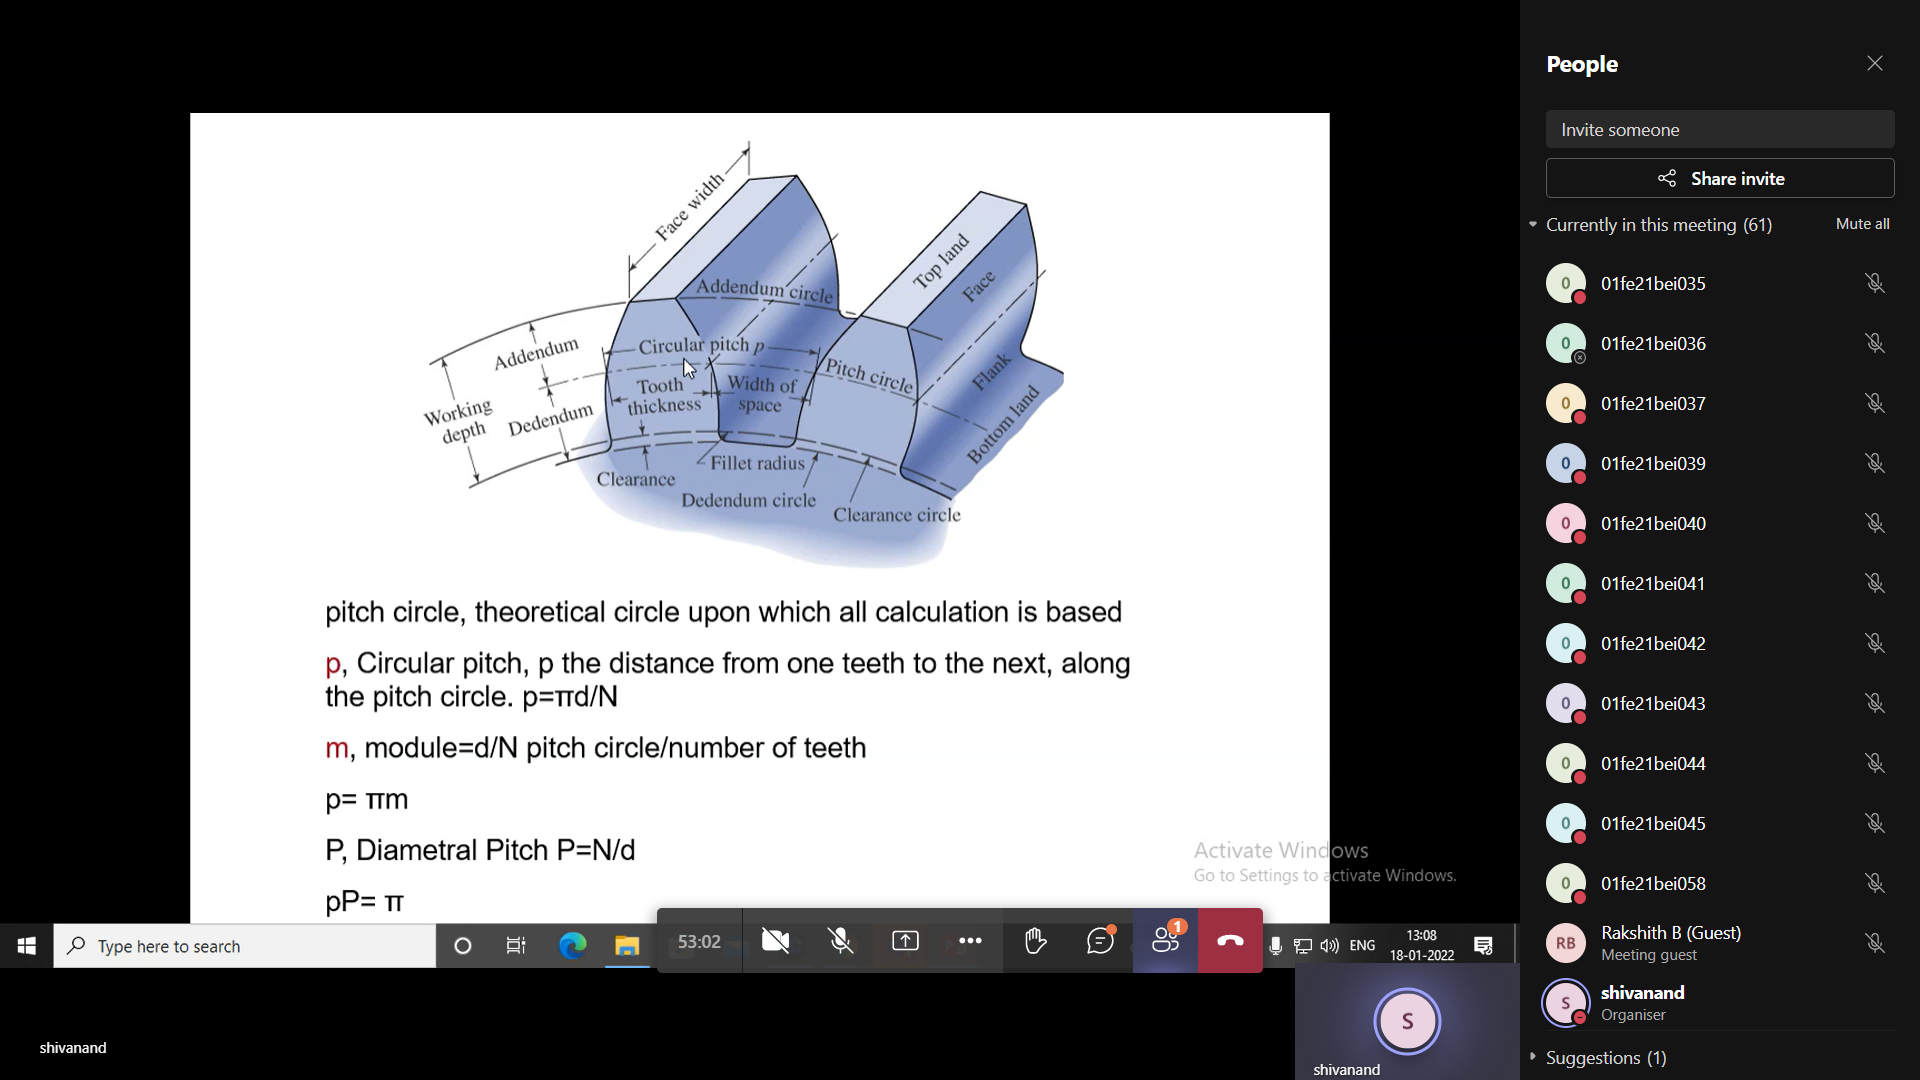 Face width
Addendum circle
Top land
Face
Addendum
Circular pitch p
Pitch circle
Flank
Tooth
thickness
Width of
space
Working
depth
Dedendum
Bottom land
Fillet radius
Clearance
Dedendum circle
Clearance circle
pitch circle, theoretical circle upon which all calculation is based
p, Circular pitch, p the distance from one teeth to the next, along
the pitch circle. p=πd/N
m, module=d/N pitch circle/number of teeth
p= πm
P, Diametral Pitch P=N/d
pP= π
Activate Windows
Go to Settings to activate Windows.
Type here to search
53:02
1
ENG
13:08
18-01-2022
shivanand
S
shivanand
People
Invite someone
Share invite
Currently in this meeting (61)
Mute all
0 01fe21bei035
0 01fe21bei036
0 01fe21bei037
0 01fe21bei039
0 01fe21bei040
0 01fe21bei041
0 01fe21bei042
0 01fe21bei043
0 01fe21bei044
0 01fe21bei045
0 01fe21bei058
RB Rakshith B (Guest)
Meeting guest
S shivanand
Organiser
Suggestions (1)